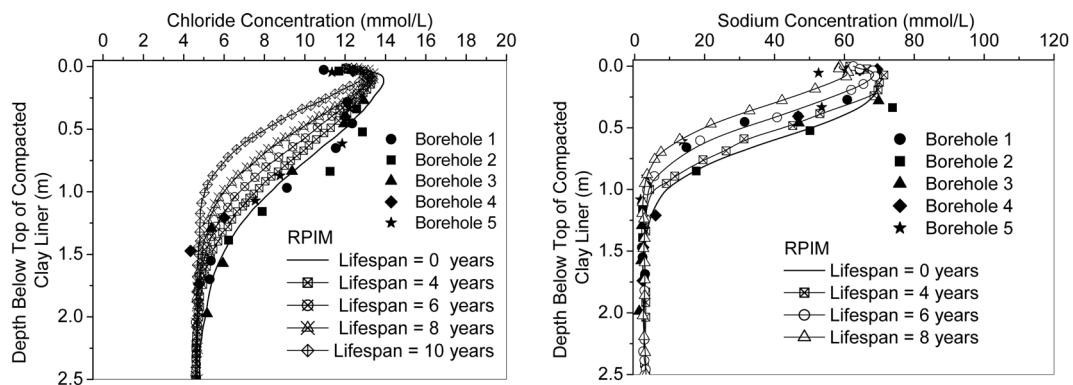 Chloride Concentration (mmol/L)
0 2 4 6 8 10 12 14 16 18 20
0.0
0.5
1.0
1.5
2.0
2.5
Depth Below Top of Compacted
Clay Liner (m)
Borehole 1
Borehole 2
Borehole 3
Borehole 4
Borehole 5
RPIM
Lifespan = 0 years
Lifespan = 4 years
Lifespan = 6 years
Lifespan = 8 years
Lifespan = 10 years
Sodium Concentration (mmol/L)
0 20 40 60 80 100 120
0.0
0.5
1.0
1.5
2.0
2.5
Depth Below Top of Compacted
Clay Liner (m)
Borehole 1
Borehole 2
Borehole 3
Borehole 4
Borehole 5
RPIM
Lifespan = 0 years
Lifespan = 4 years
Lifespan = 6 years
Lifespan = 8 years